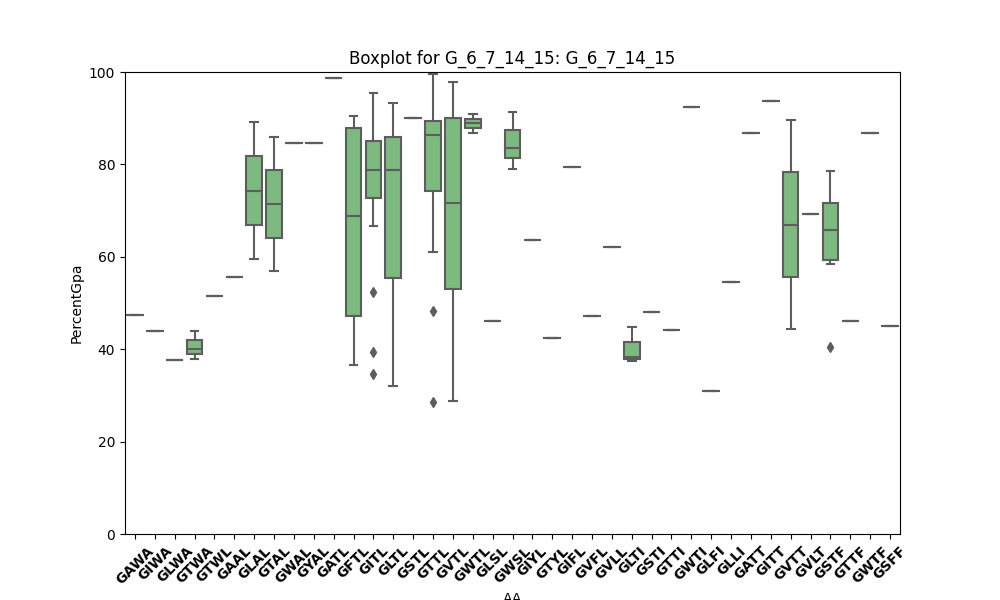 Boxplot for G_6_7_14_15: G_6_7_14_15
100
80
60
40
20
0
PercentGpa
GAWA
GIWA
GLWA
GTWA
GTWL
GAAL
GLAL
GTAL
GWAL
GYAL
GATL
GFTL
GITL
GLTL
GSTL
GTTL
GVTL
GWTL
GLSL
GWSL
GIYL
GTYL
GIFL
GVFL
GVLL
GLTI
GSTI
GTTI
GWTI
GLFI
GLLI
GATT
GITT
GVTT
GVLT
GSTF
GTTF
GWTF
GSFF
AA